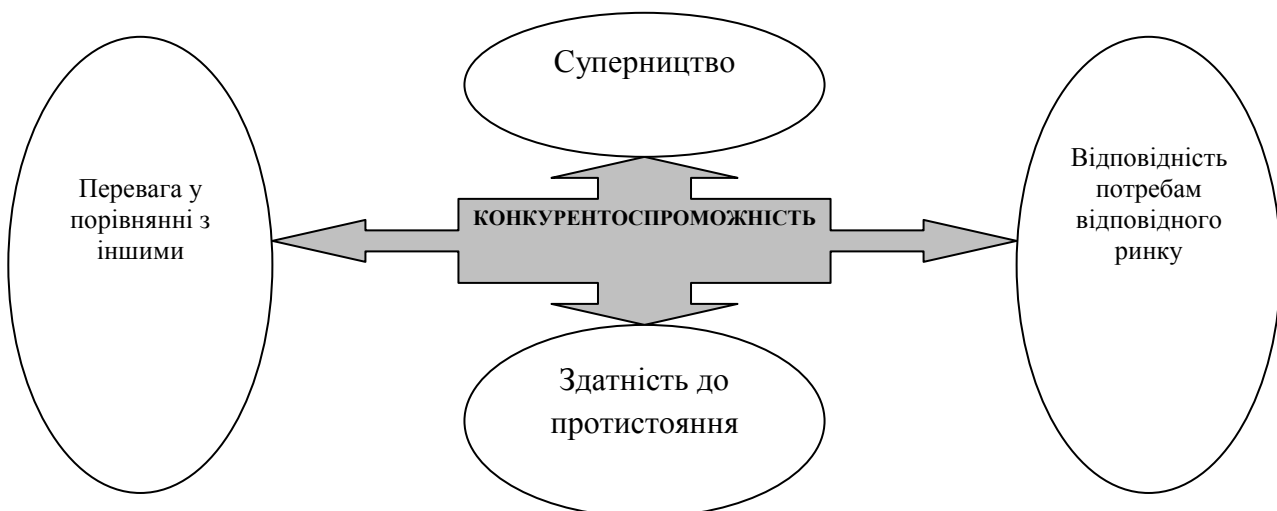 Суперництво
Перевага у
порівнянні з
іншими
КОНКУРЕНТОСПРОМОЖНІСТЬ
Відповідність
потребам
відповідного
ринку
Здатність до
протистояння